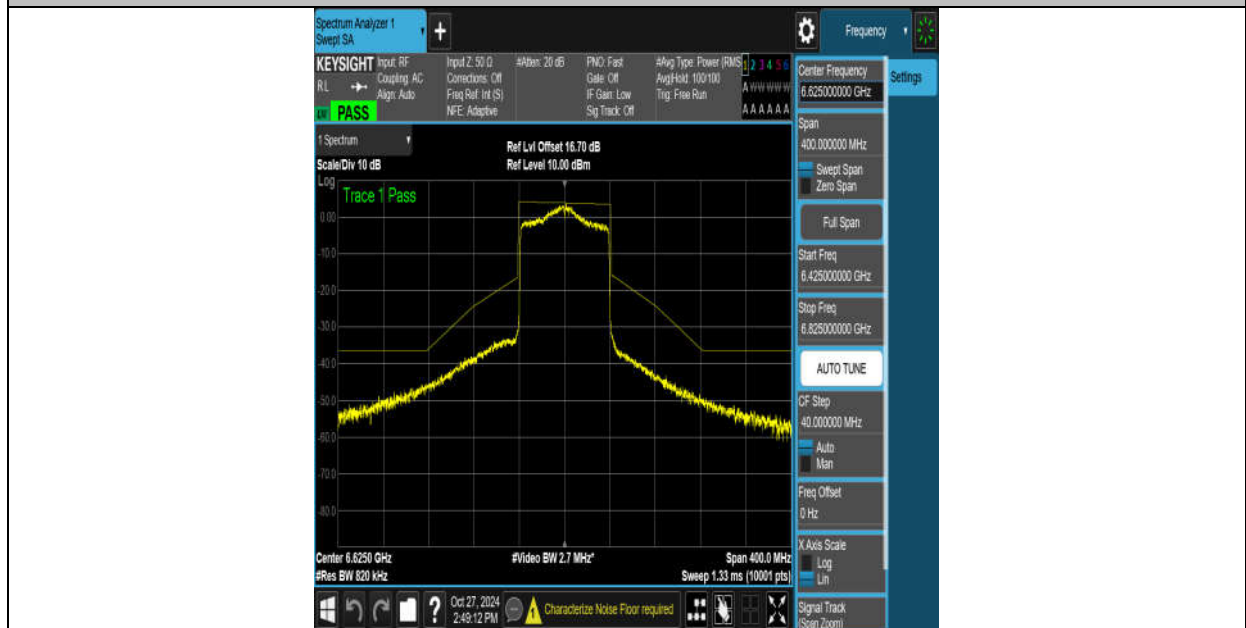 Spectrum Analyzer 1
Swept SA
+
Frequency
KEYSIGHT
RL
PASS
Input: RF
Coupling: AC
Align: Auto
Input Z: 50 Ω
Corrections: Off
Freq Ref: Int (S)
NFE: Adaptive
#Atten: 20 dB
PNO: Fast
Gate: Off
IF Gain: Low
Sig Track: Off
#Avg Type: Power (RMS
Avg|Hold: 100/100
Trig: Free Run
1 2 3 4 5 6
A W W W W W
A A A A A A
Center Frequency
6.625000000 GHz
Settings
Span
400.000000 MHz
Swept Span
Zero Span
Full Span
Start Freq
6.425000000 GHz
Stop Freq
6.825000000 GHz
AUTO TUNE
CF Step
40.000000 MHz
Auto
Man
Freq Offset
0 Hz
X Axis Scale
Log
Lin
Signal Track
(Span Zoom)
1 Spectrum
Scale/Div 10 dB
Ref Lvl Offset 16.70 dB
Ref Level 10.00 dBm
Log
Trace 1 Pass
0.00
-10.0
-20.0
-30.0
-40.0
-50.0
-60.0
-70.0
-80.0
Center 6.6250 GHz
#Video BW 2.7 MHz*
Span 400.0 MHz
#Res BW 820 kHz
Sweep 1.33 ms (10001 pts)
?
Oct 27, 2024
2:49:12 PM
Characterize Noise Floor required